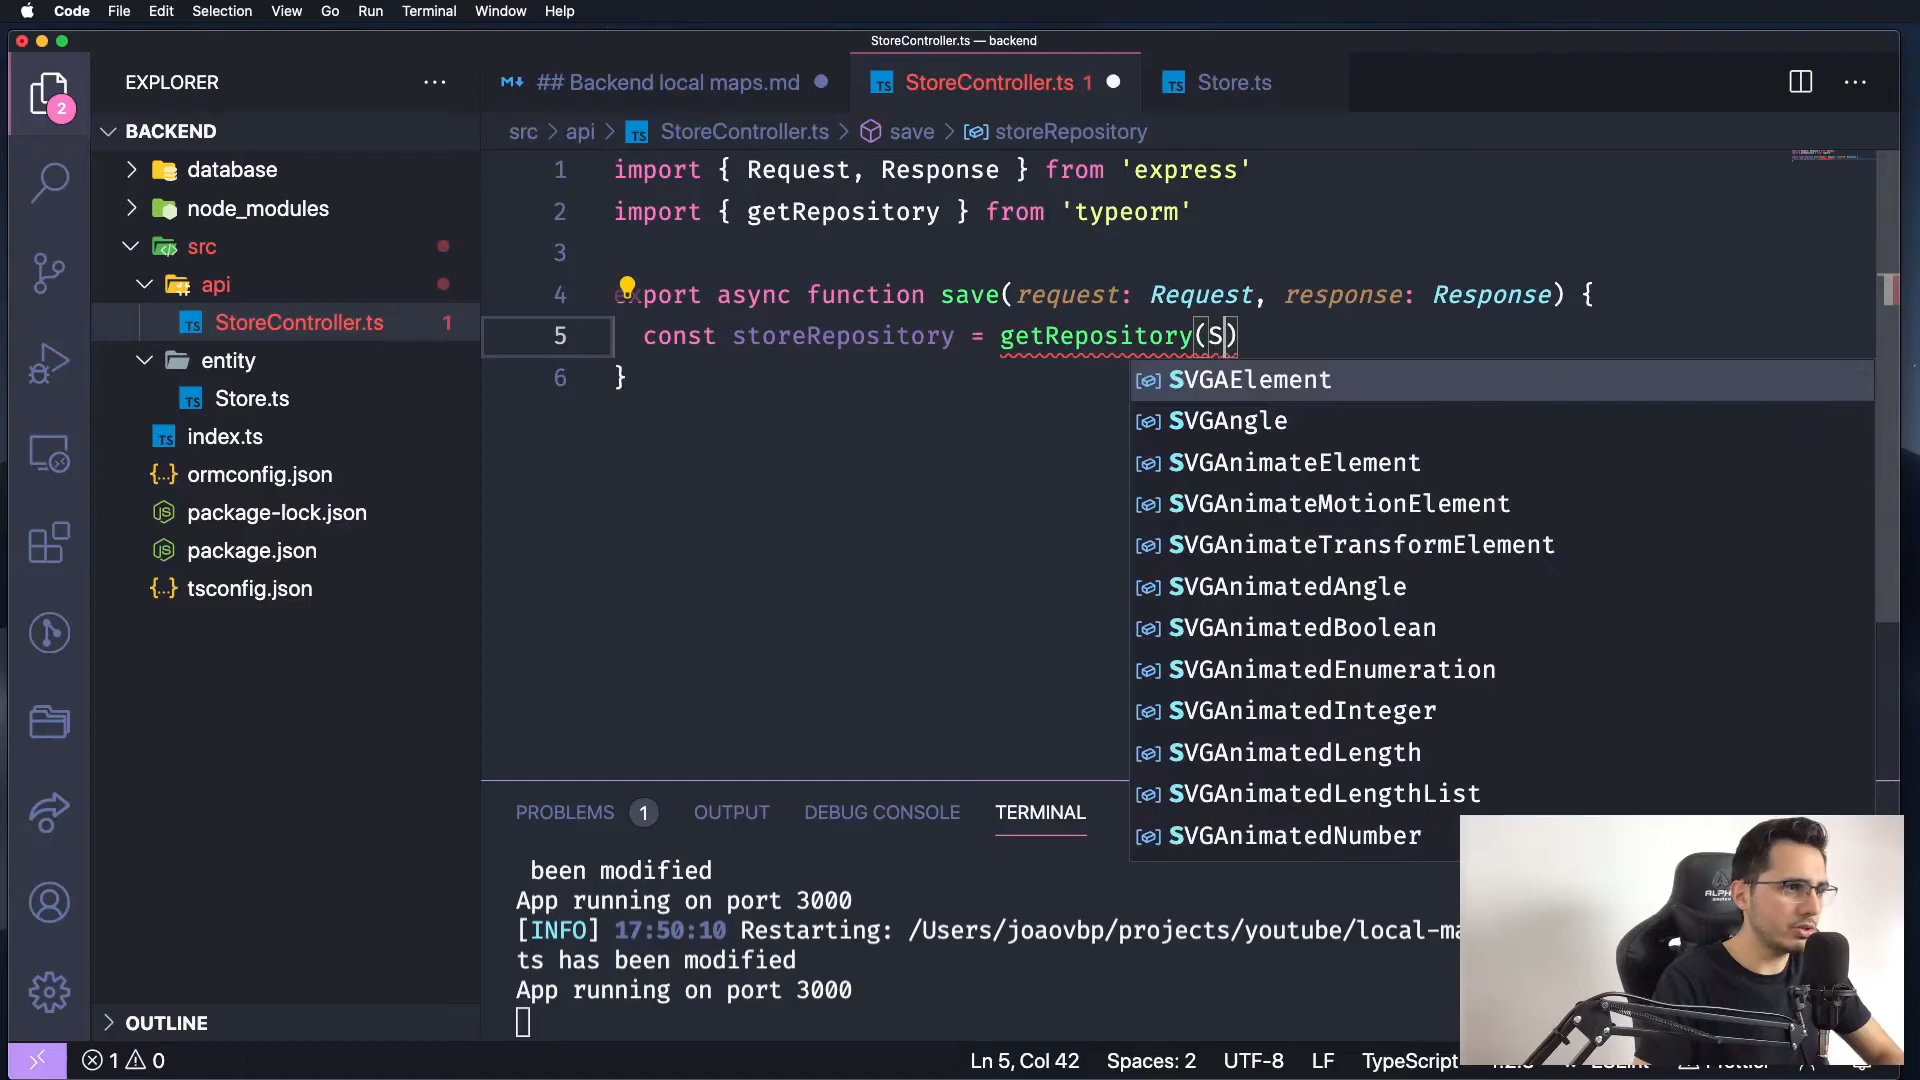 Code File Edit Selection View Go Run Terminal Window Help
StoreController.ts — backend
EXPLORER
## Backend local maps.md
StoreController.ts 1
Store.ts
2
BACKEND
src > api > StoreController.ts > save > storeRepository
database
node_modules
src
api
StoreController.ts 1
entity
Store.ts
index.ts
ormconfig.json
package-lock.json
package.json
tsconfig.json
OUTLINE
1 import { Request, Response } from 'express'
2 import { getRepository } from 'typeorm'
3
4 export async function save(request: Request, response: Response) {
5 const storeRepository = getRepository(S)
6 }
SVGAElement
SVGAngle
SVGAnimateElement
SVGAnimateMotionElement
SVGAnimateTransformElement
SVGAnimatedAngle
SVGAnimatedBoolean
SVGAnimatedEnumeration
SVGAnimatedInteger
SVGAnimatedLength
SVGAnimatedLengthList
SVGAnimatedNumber
PROBLEMS 1 OUTPUT DEBUG CONSOLE TERMINAL
been modified
App running on port 3000
[INFO] 17:50:10 Restarting: /Users/joaovbp/projects/youtube/local-ma
ts has been modified
App running on port 3000
1 0
Ln 5, Col 42 Spaces: 2 UTF-8 LF TypeScript